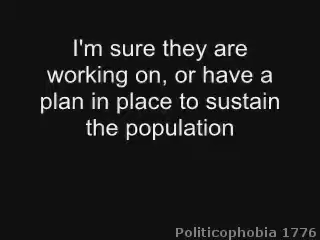 I'm sure they are
working on, or have a
plan in place to sustain
the population
Politicophobia 1776